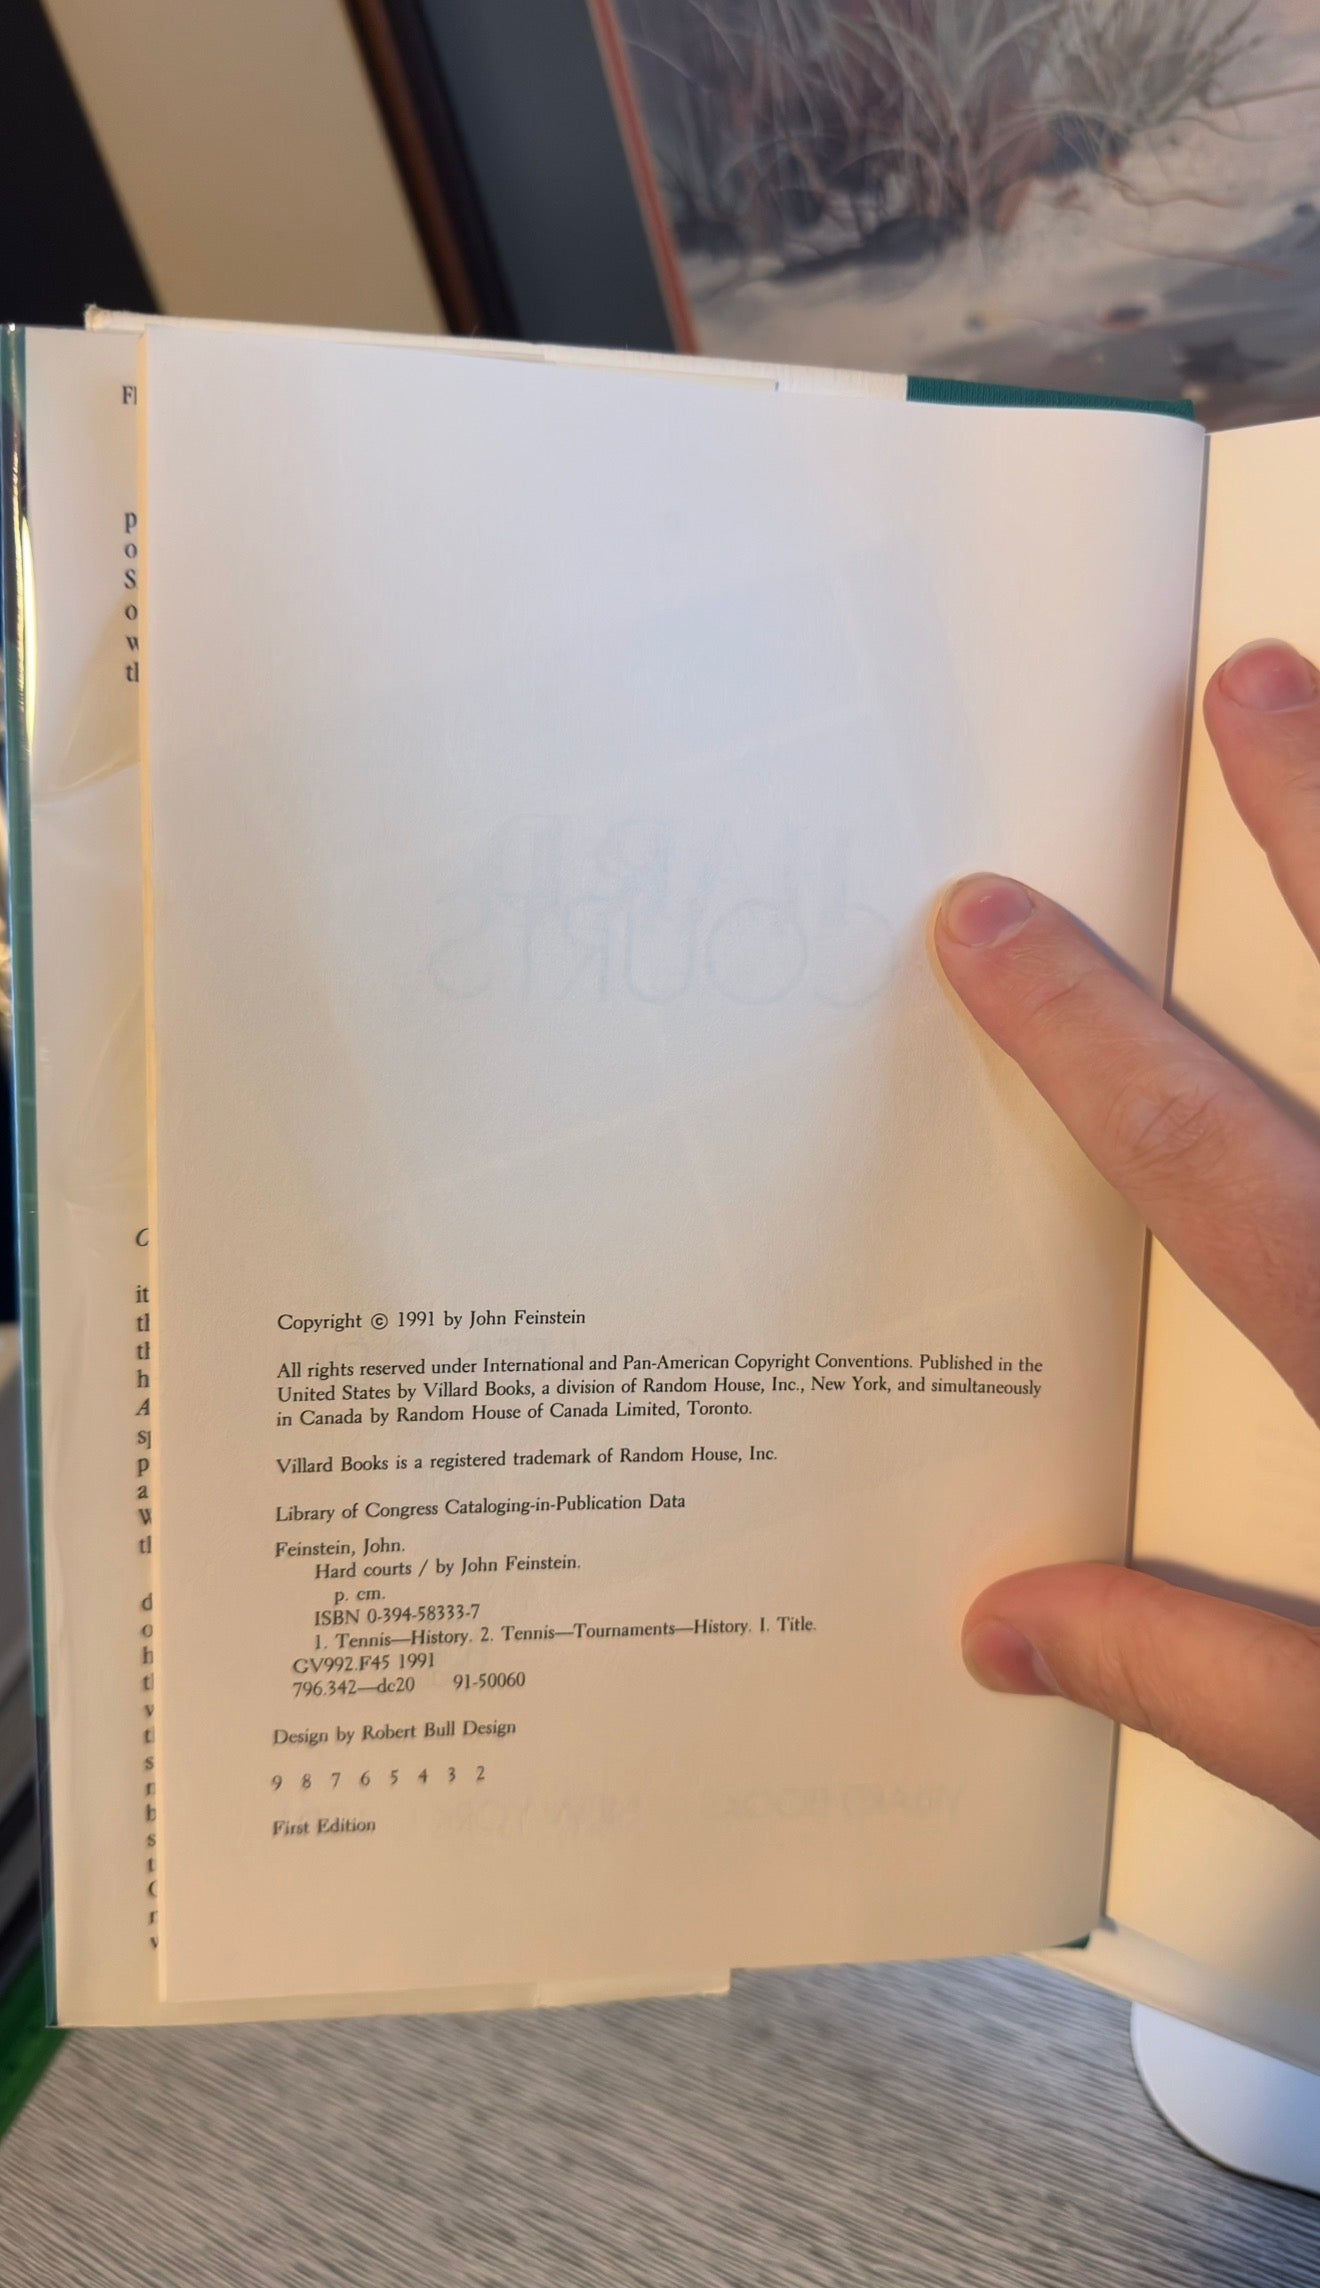 Copyright © 1991 by John Feinstein
All rights reserved under International and Pan-American Copyright Conventions. Published in the
United States by Villard Books, a division of Random House, Inc., New York, and simultaneously
in Canada by Random House of Canada Limited, Toronto.
Villard Books is a registered trademark of Random House, Inc.
Library of Congress Cataloging-in-Publication Data
Feinstein, John.
Hard courts / by John Feinstein.
p. cm.
ISBN 0-394-58333-7
1. Tennis—History. 2. Tennis—Tournaments—History. I. Title.
GV992.F45 1991
796.342—dc20 91-50060
Design by Robert Bull Design
9 8 7 6 5 4 3 2
First Edition